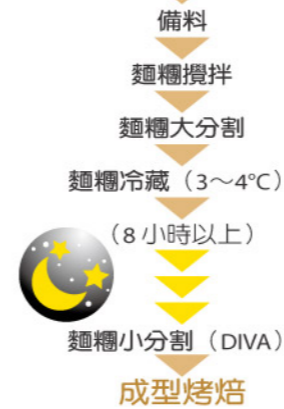 備料
麵糰攪拌
麵糰大分割
麵糰冷藏（3～4°C）
（8 小時以上）
麵糰小分割（DIVA）
成型烤焙